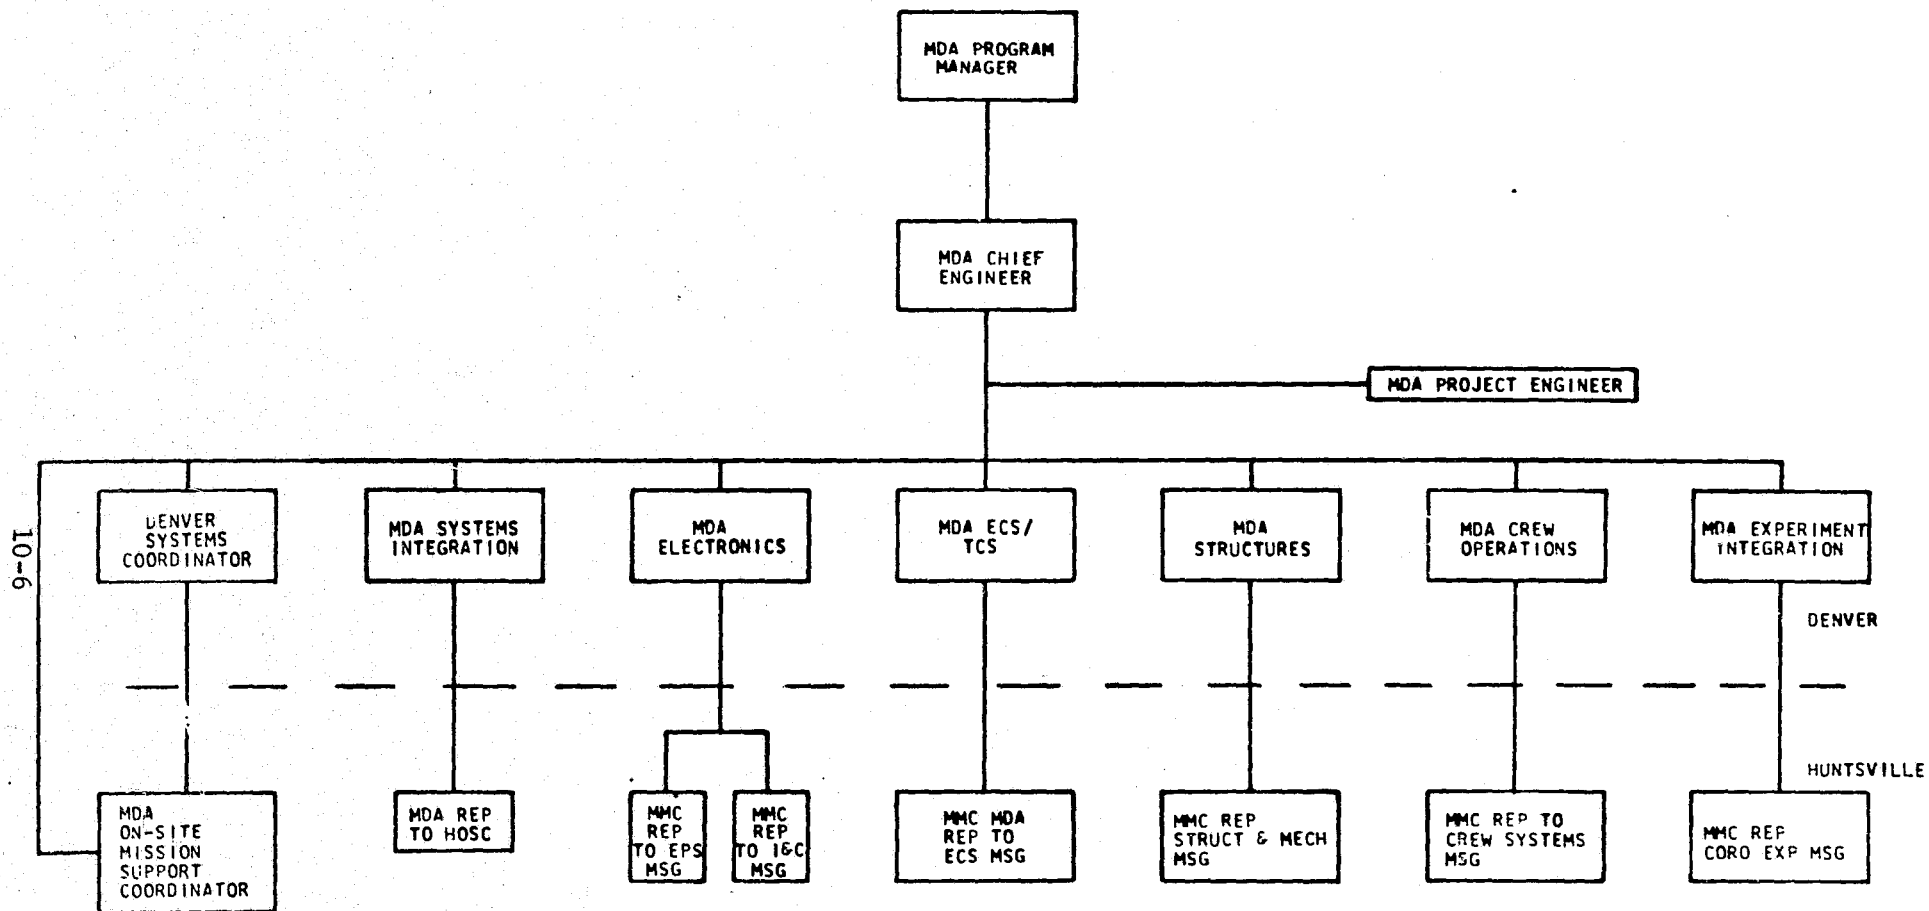 MDA PROGRAM
MANAGER
MDA CHIEF
ENGINEER
MDA PROJECT ENGINEER
DENVER
SYSTEMS
COORDINATOR
MDA SYSTEMS
INTEGRATION
MDA
ELECTRONICS
MDA ECS/
TCS
MDA
STRUCTURES
MDA CREW
OPERATIONS
MDA EXPERIMENT
INTEGRATION
DENVER
HUNTSVILLE
MDA
ON-SITE
MISSION
SUPPORT
COORDINATOR
MDA REP
TO HOSC
MMC
REP
TO EPS
MSG
MMC
REP
TO I&C
MSG
MMC MDA
REP TO
ECS MSG
MMC REP
STRUCT & MECH
MSG
MMC REP TO
CREW SYSTEMS
MSG
MMC REP
CORO EXP MSG
10-6